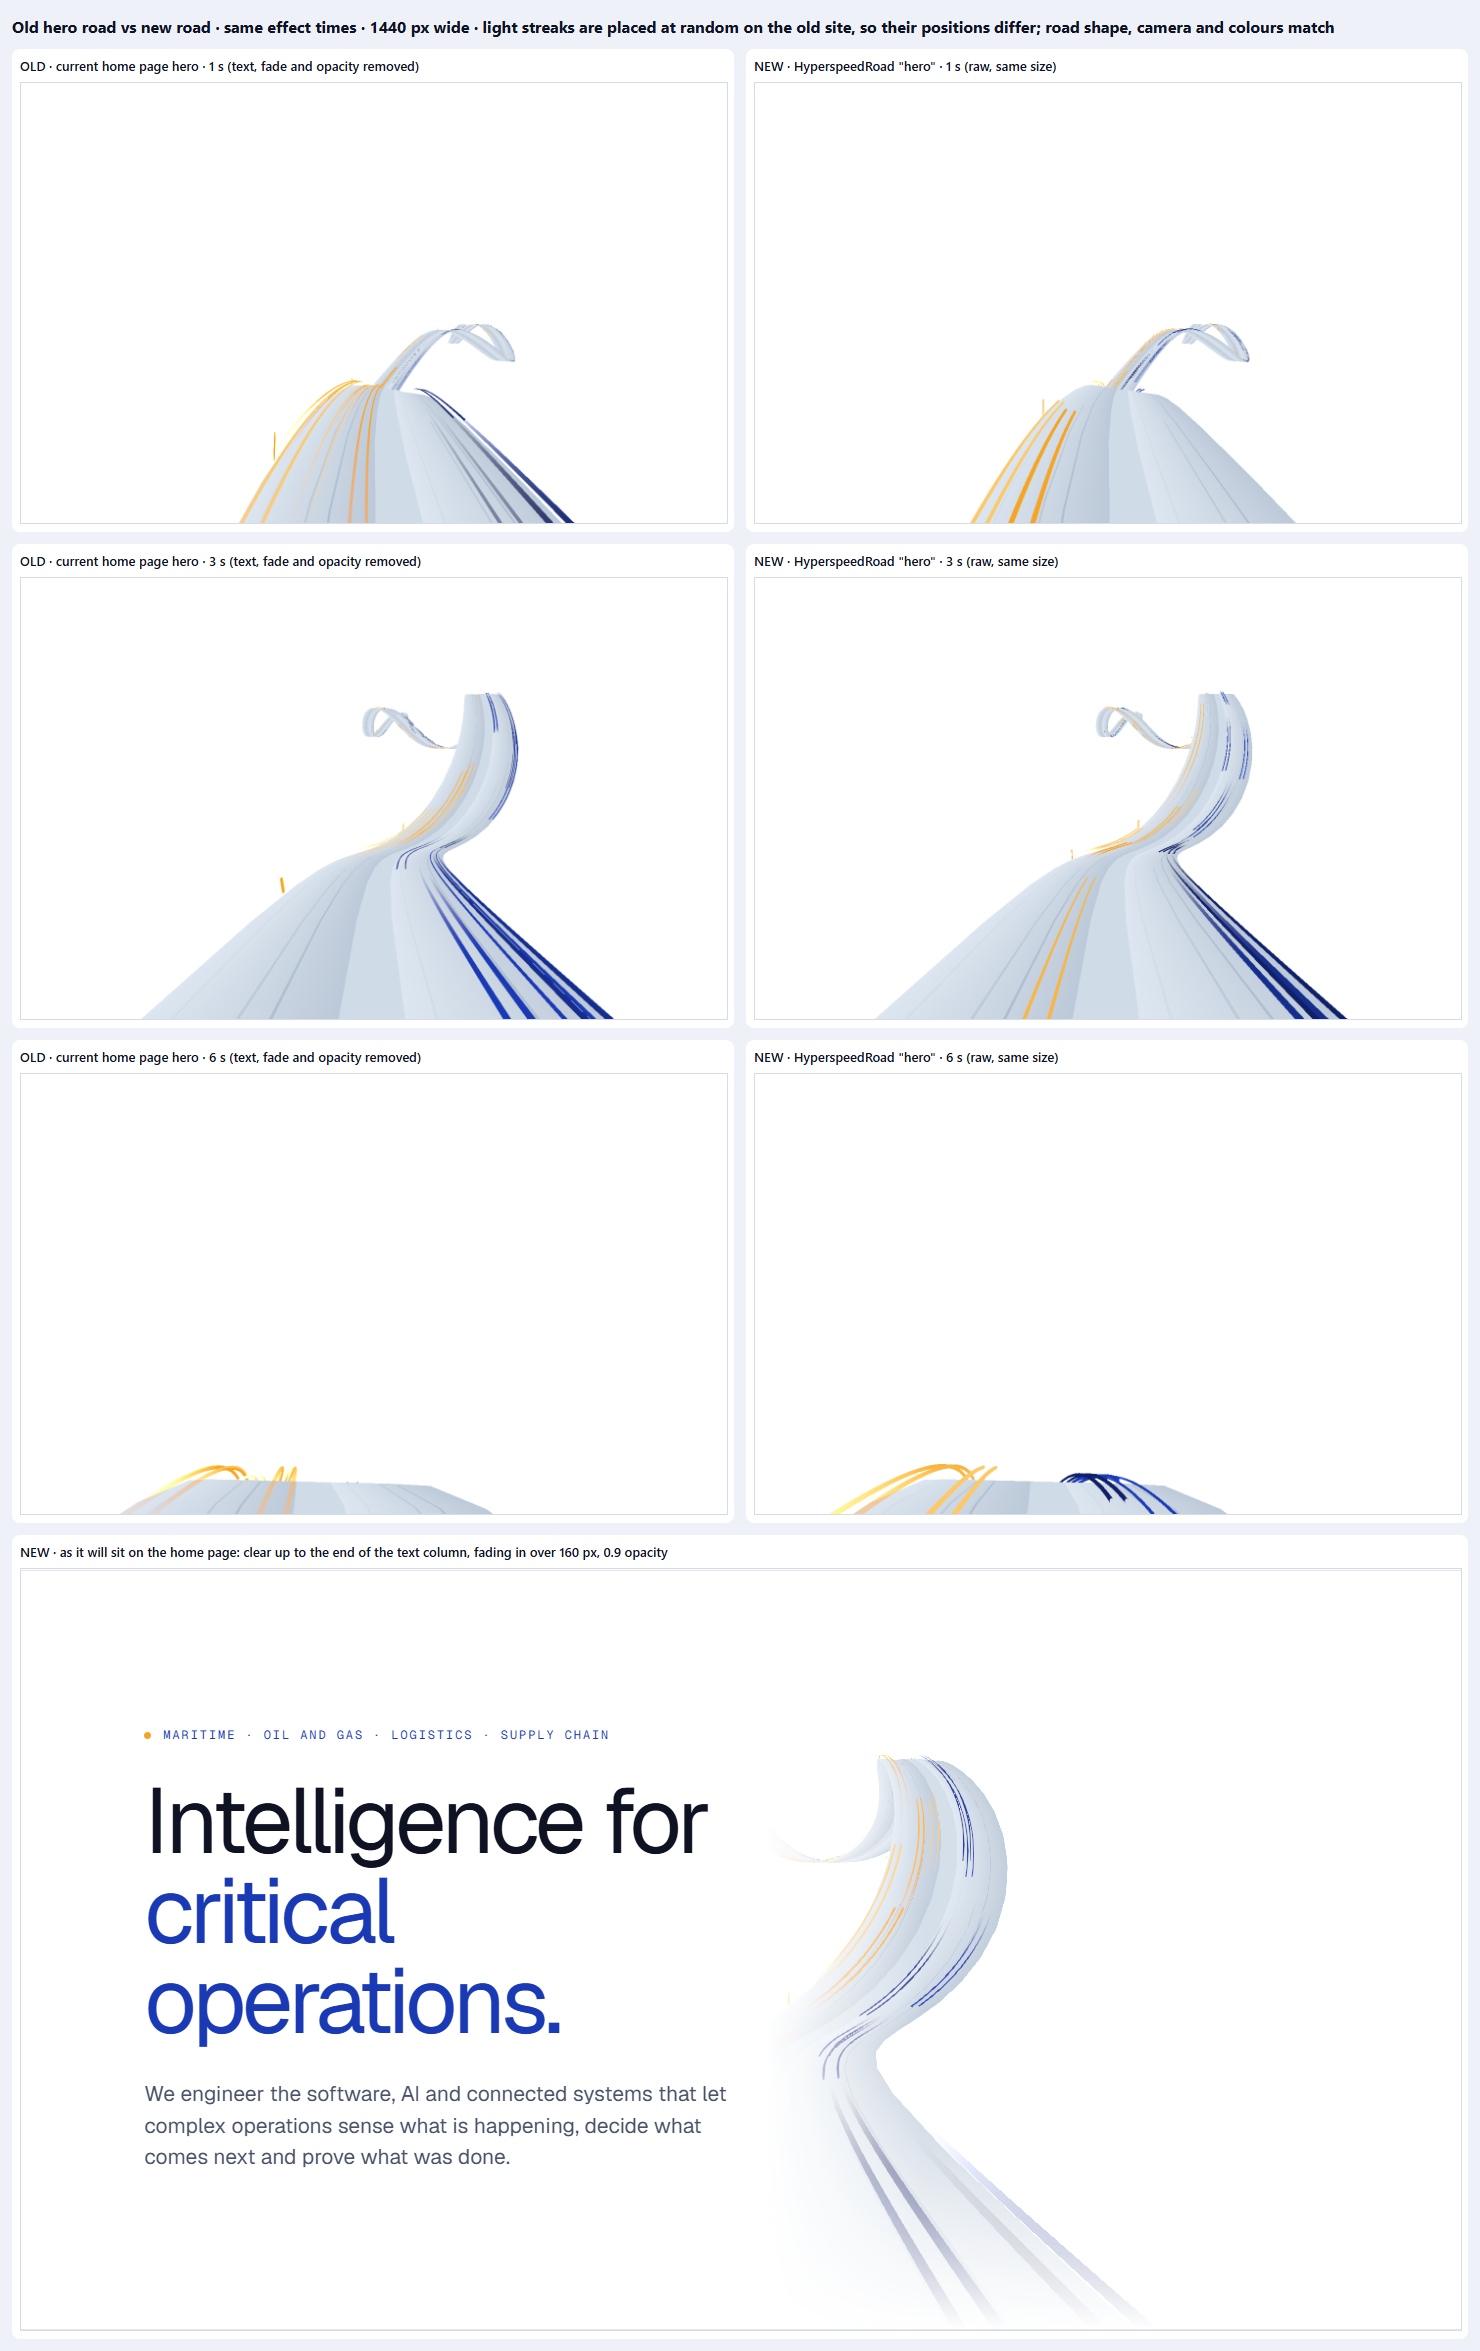 Old hero road vs new road · same effect times · 1440 px wide · light streaks are placed at random on the old site, so their positions differ; road shape, camera and colours match
OLD · current home page hero · 1 s (text, fade and opacity removed)
NEW · HyperspeedRoad "hero" · 1 s (raw, same size)
OLD · current home page hero · 3 s (text, fade and opacity removed)
NEW · HyperspeedRoad "hero" · 3 s (raw, same size)
OLD · current home page hero · 6 s (text, fade and opacity removed)
NEW · HyperspeedRoad "hero" · 6 s (raw, same size)
NEW · as it will sit on the home page: clear up to the end of the text column, fading in over 160 px, 0.9 opacity
MARITIME · OIL AND GAS · LOGISTICS · SUPPLY CHAIN
Intelligence for
critical
operations.
We engineer the software, AI and connected systems that let
complex operations sense what is happening, decide what
comes next and prove what was done.